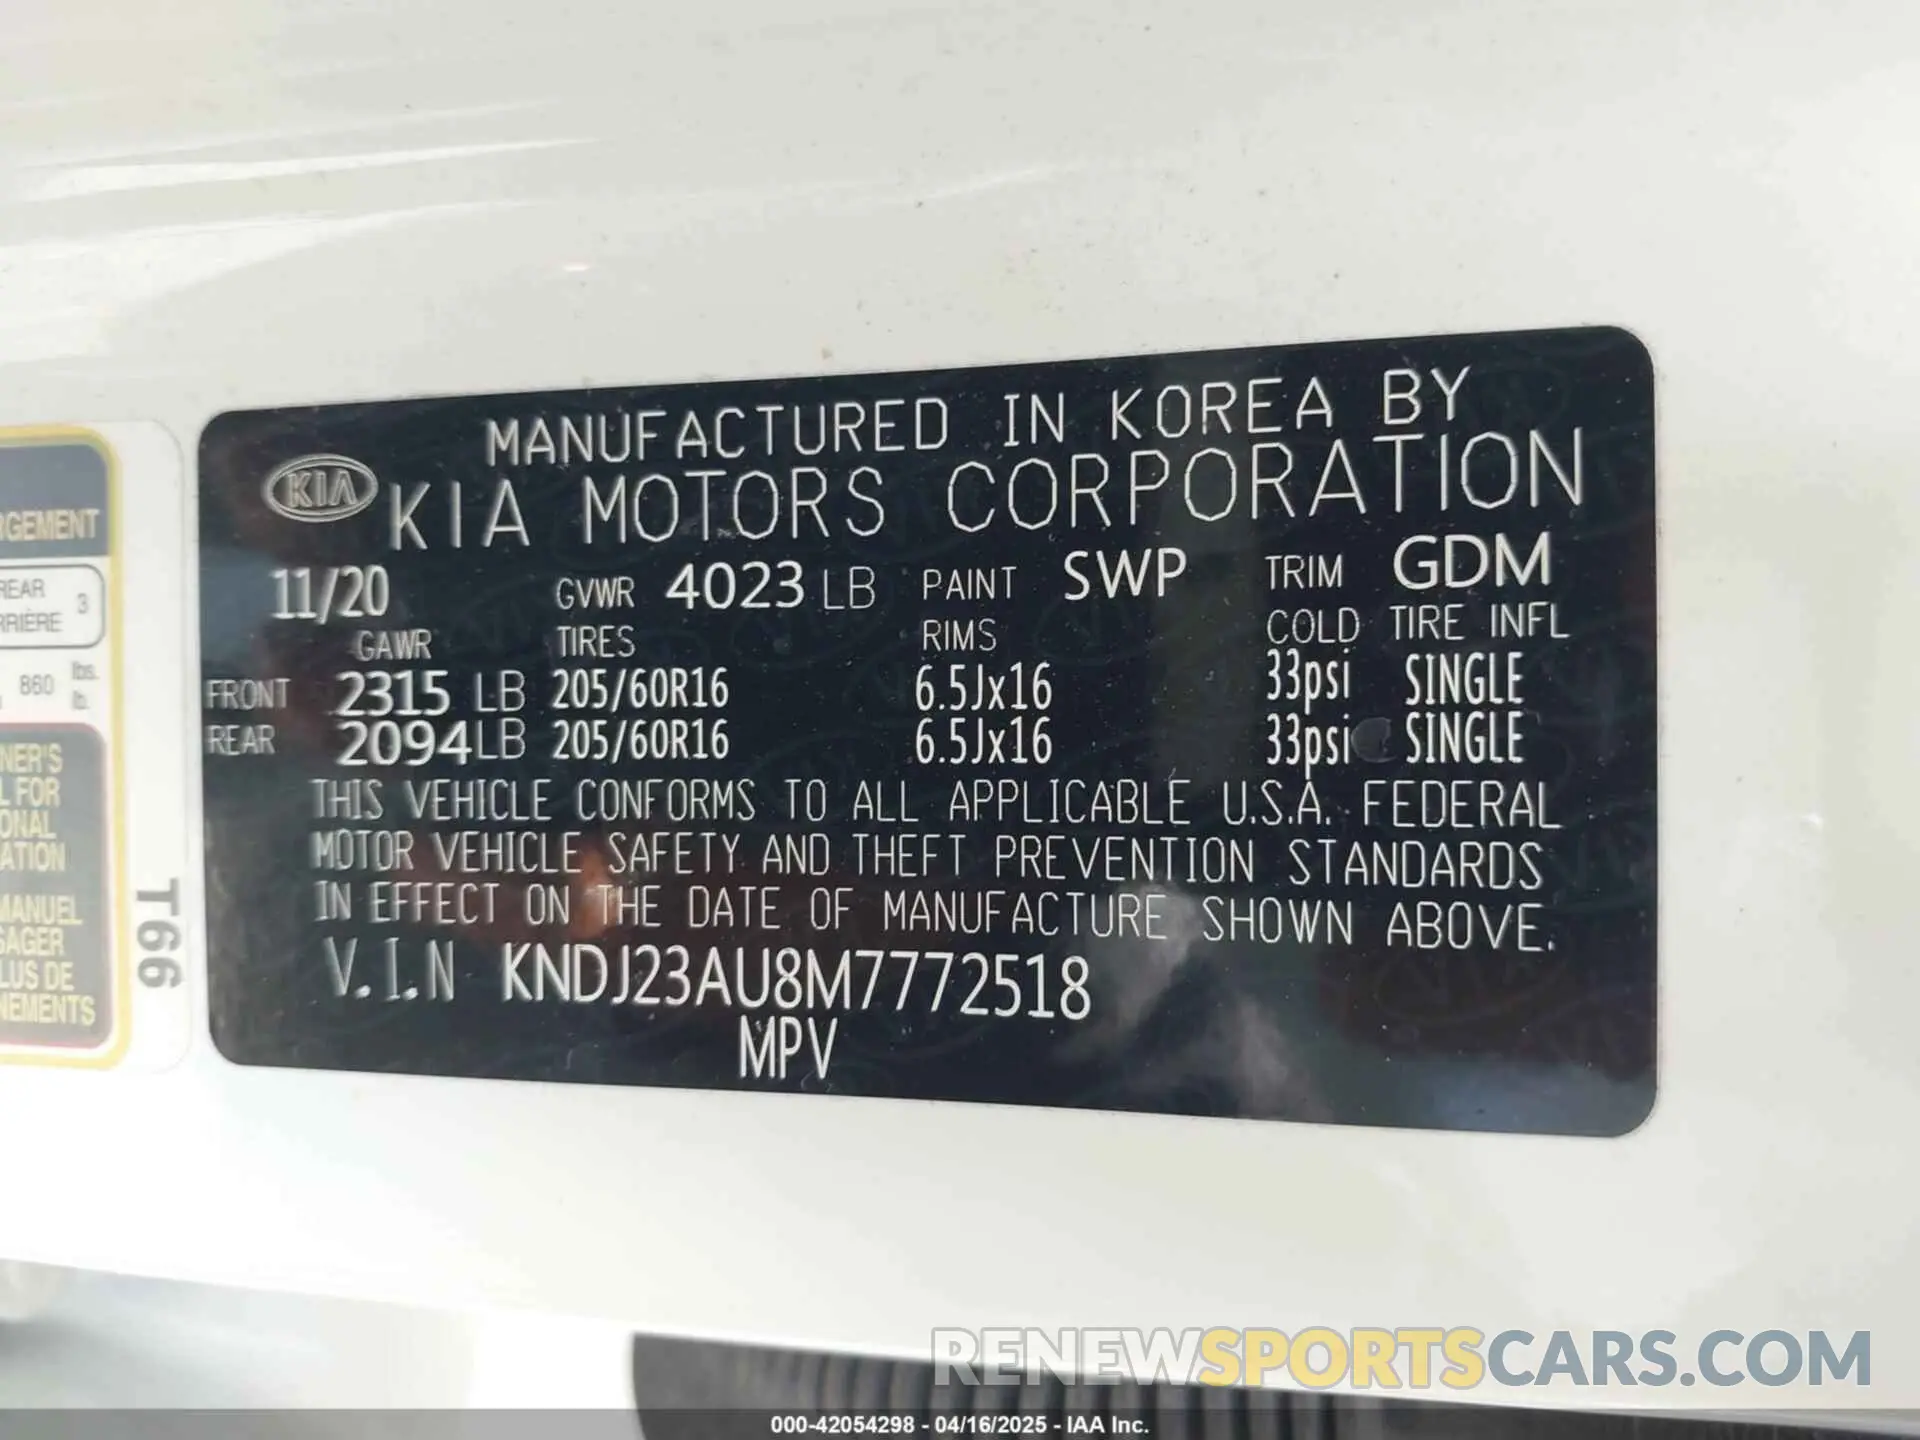 MANUFACTURED IN KOREA BY
KIA KIA MOTORS CORPORATION
11/20 GVWR 4023 LB PAINT SWP TRIM GDM
GAWR TIRES RIMS COLD TIRE INFL
FRONT 2315 LB 205/60R16 6.5Jx16 33psi SINGLE
REAR 2094 LB 205/60R16 6.5Jx16 33psi SINGLE
THIS VEHICLE CONFORMS TO ALL APPLICABLE U.S.A. FEDERAL
MOTOR VEHICLE SAFETY AND THEFT PREVENTION STANDARDS
IN EFFECT ON THE DATE OF MANUFACTURE SHOWN ABOVE.
V.I.N KNDJ23AU8M7772518
MPV
RGEMENT
REAR
RRIÈRE 3
860 lbs.
lb.
NER'S
L FOR
ONAL
ATION
MANUEL
SAGER
LUS DE
NEMENTS
T66
RENEWSPORTSCARS.COM
000-42054298 - 04/16/2025 - IAA Inc.